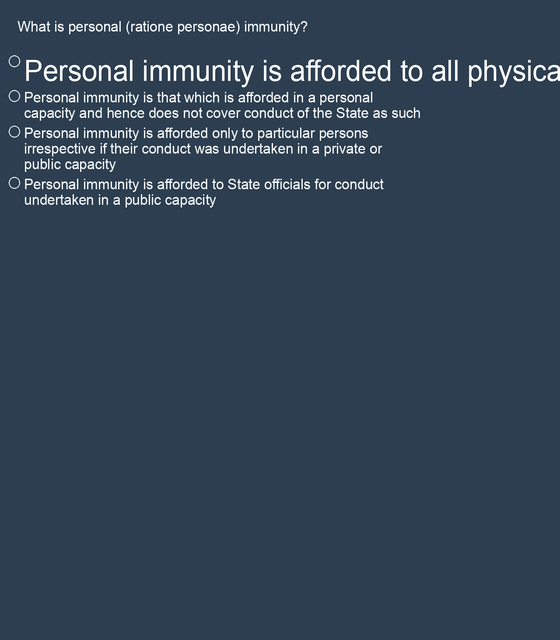 What is personal (ratione personae) immunity?
Personal immunity is afforded to all
Personal immunity is that which is afforded in a personal
capacity and hence does not cover conduct of the State as such
Personal immunity is afforded only to particular persons
irrespective if their conduct was undertaken in a private or
public capacity
Personal immunity is afforded to State officials for conduct
undertaken in a public capacity